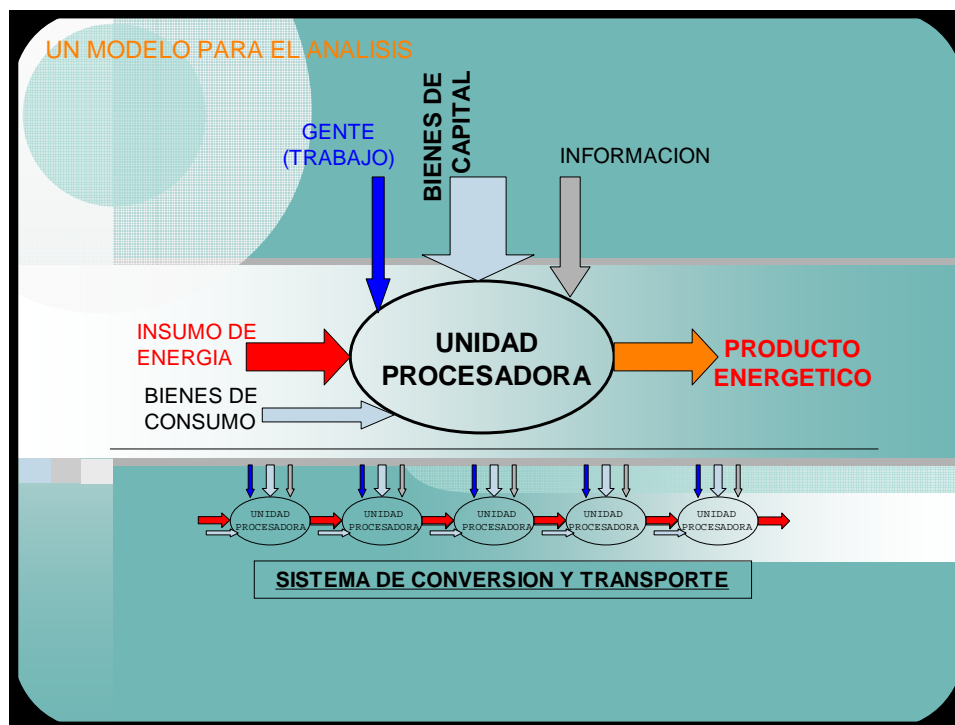 UN MODELO PARA EL ANALISIS
BIENES DE
CAPITAL
GENTE
(TRABAJO)
INFORMACION
INSUMO DE
ENERGIA
UNIDAD
PROCESADORA
PRODUCTO
ENERGETICO
BIENES DE
CONSUMO
UNIDAD
PROCESADORA
UNIDAD
PROCESADORA
UNIDAD
PROCESADORA
UNIDAD
PROCESADORA
UNIDAD
PROCESADORA
SISTEMA DE CONVERSION Y TRANSPORTE